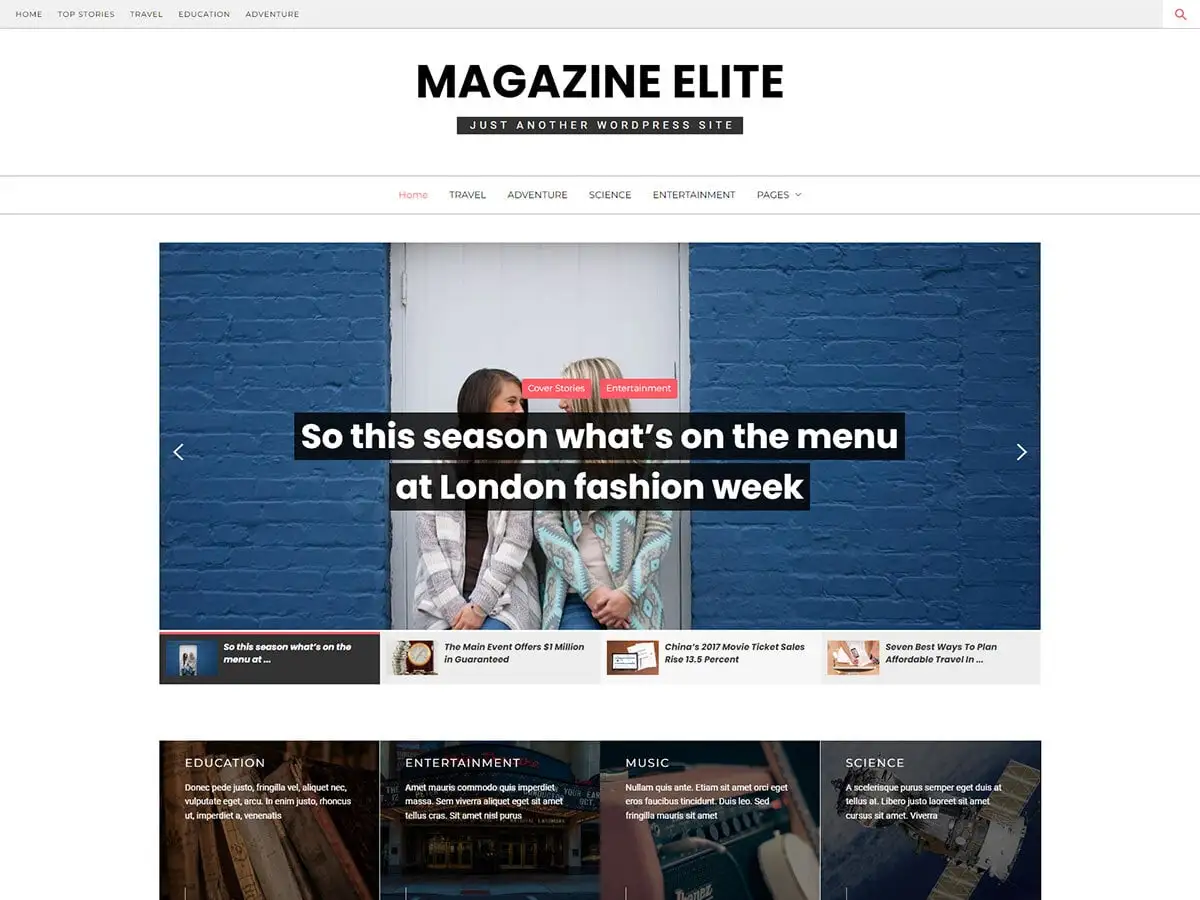 HOME TOP STORIES TRAVEL EDUCATION ADVENTURE
MAGAZINE ELITE
JUST ANOTHER WORDPRESS SITE
Home TRAVEL ADVENTURE SCIENCE ENTERTAINMENT PAGES
Cover Stories Entertainment
So this season what’s on the menu
at London fashion week
So this season what’s on the
menu at ...
The Main Event Offers $1 Million
in Guaranteed
China’s 2017 Movie Ticket Sales
Rise 13.5 Percent
Seven Best Ways To Plan
Affordable Travel In ...
EDUCATION
Donec pede justo, fringilla vel, aliquet nec,
vulputate eget, arcu. In enim justo, rhoncus
ut, imperdiet a, venenatis
ENTERTAINMENT
Amet mauris commodo quis imperdiet
massa. Sem viverra aliquet eget sit amet
tellus cras. Sit amet nisl purus
MUSIC
Nullam quis ante. Etiam sit amet orci eget
eros faucibus tincidunt. Duis leo. Sed
fringilla mauris sit amet
Ibanez
SCIENCE
A scelerisque purus semper eget duis at
tellus at. Libero justo laoreet sit amet
cursus sit amet. Viverra